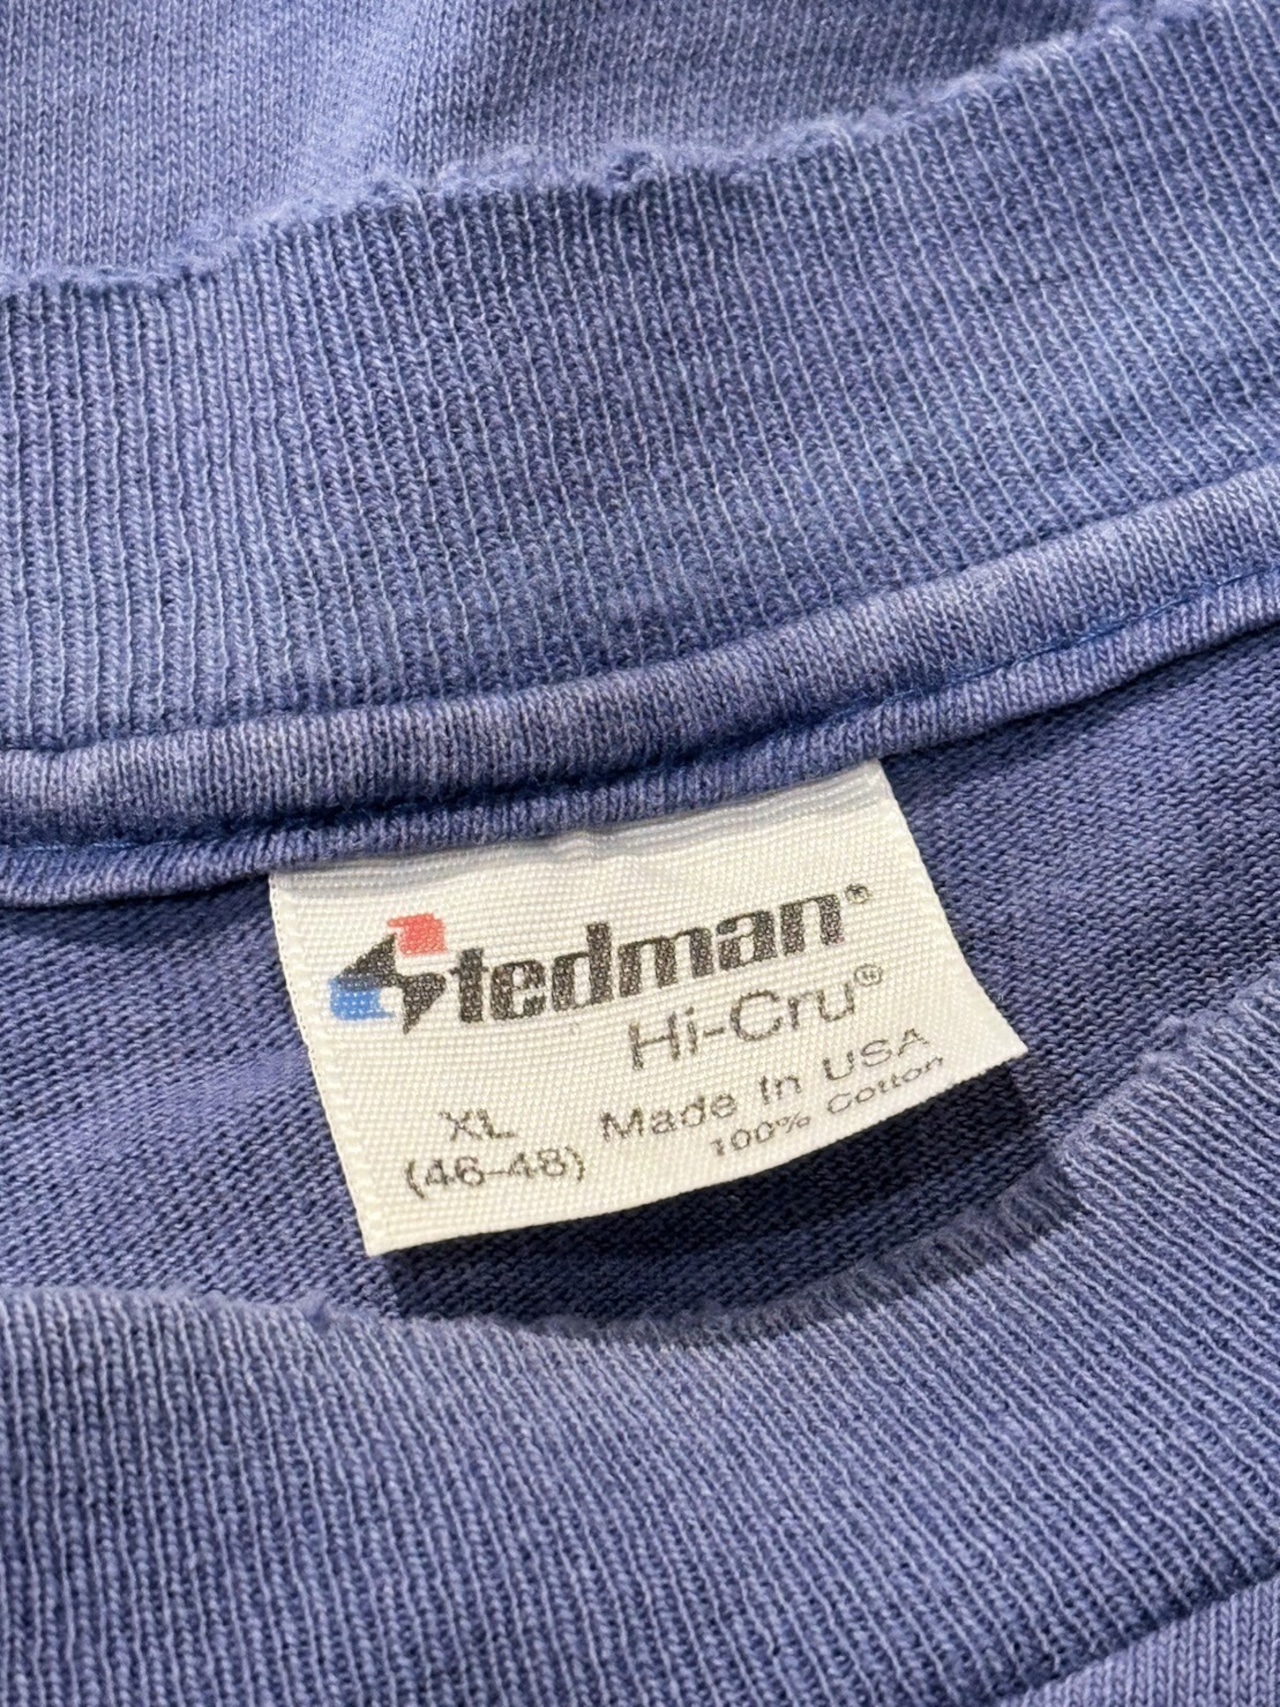 Stedman®
Hi-Cru®
XL Made In USA
(46-48) 100% Cotton